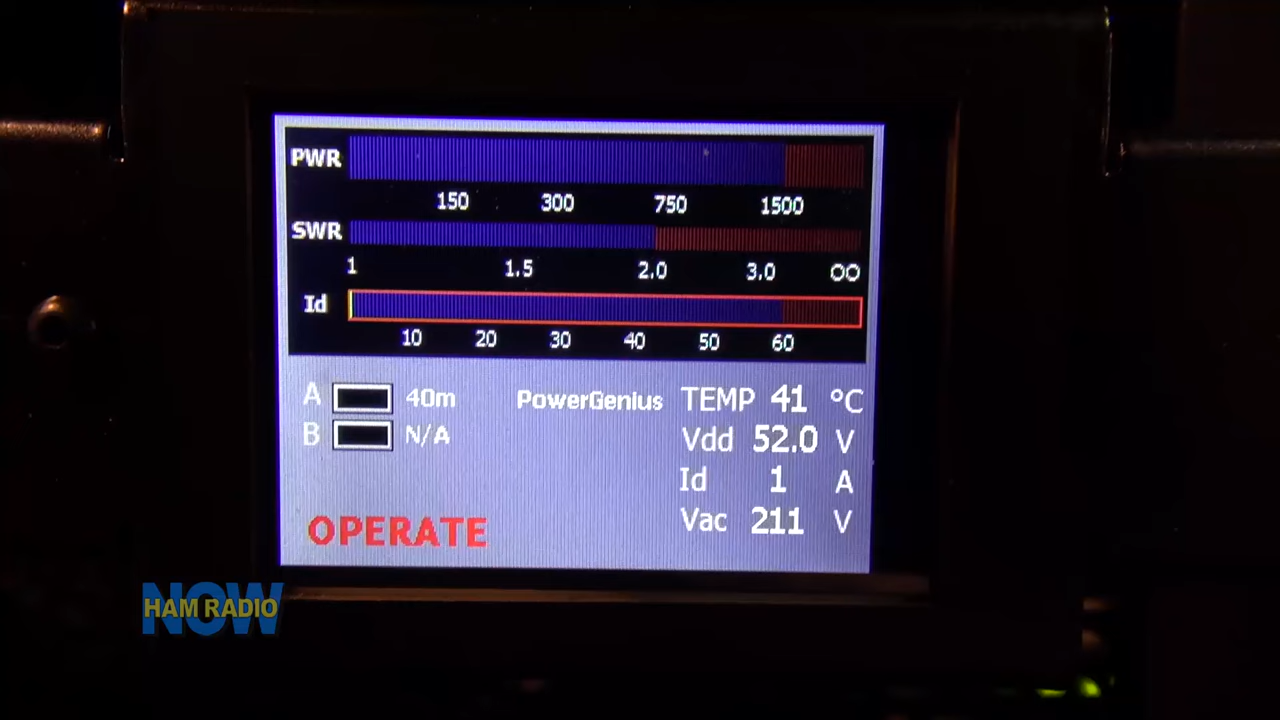 PWR
150 300 750 1500
SWR
1 1.5 2.0 3.0 ∞
Id
10 20 30 40 50 60
A 40m PowerGenius TEMP 41 °C
B N/A Vdd 52.0 V
Id 1 A
Vac 211 V
OPERATE
HAM RADIO
NOW